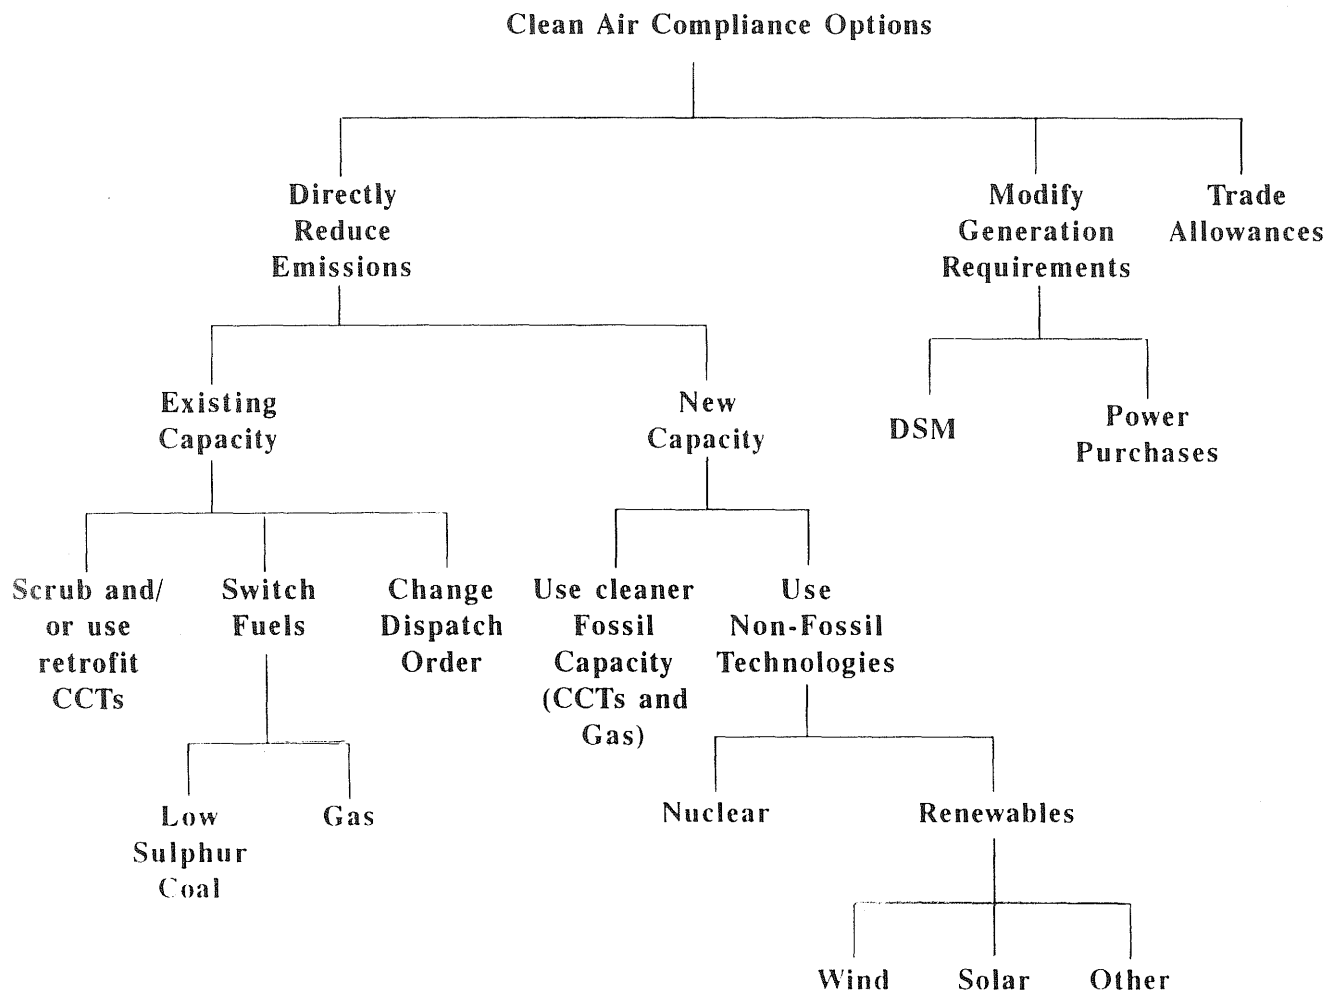 Clean Air Compliance Options
Directly
Reduce
Emissions
Modify
Generation
Requirements
Trade
Allowances
Existing
Capacity
New
Capacity
DSM
Power
Purchases
Scrub and/
or use
retrofit
CCTs
Switch
Fuels
Change
Dispatch
Order
Use cleaner
Fossil
Capacity
(CCTs and
Gas)
Use
Non-Fossil
Technologies
Low
Sulphur
Coal
Gas
Nuclear
Renewables
Wind
Solar
Other